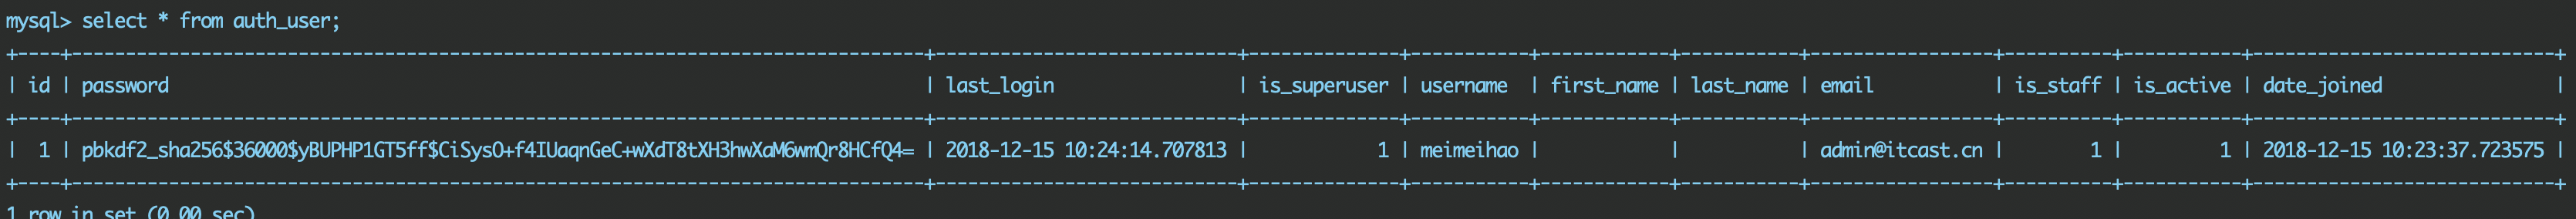 mysql> select * from auth_user;
+----+--------------------------------------------------------------------------------+----------------------------+--------------+-----------+------------+-----------+-----------------+----------+-----------+----------------------------+
| id | password | last_login | is_superuser | username | first_name | last_name | email | is_staff | is_active | date_joined |
+----+--------------------------------------------------------------------------------+----------------------------+--------------+-----------+------------+-----------+-----------------+----------+-----------+----------------------------+
| 1 | pbkdf2_sha256$36000$yBUPHP1GT5ff$CiSysO+f4IUaqnGeC+wXdT8tXH3hwXaM6wmQr8HCfQ4= | 2018-12-15 10:24:14.707813 | 1 | meimeihao | | | admin@itcast.cn | 1 | 1 | 2018-12-15 10:23:37.723575 |
+----+--------------------------------------------------------------------------------+----------------------------+--------------+-----------+------------+-----------+-----------------+----------+-----------+----------------------------+
1 row in set (0.00 sec)